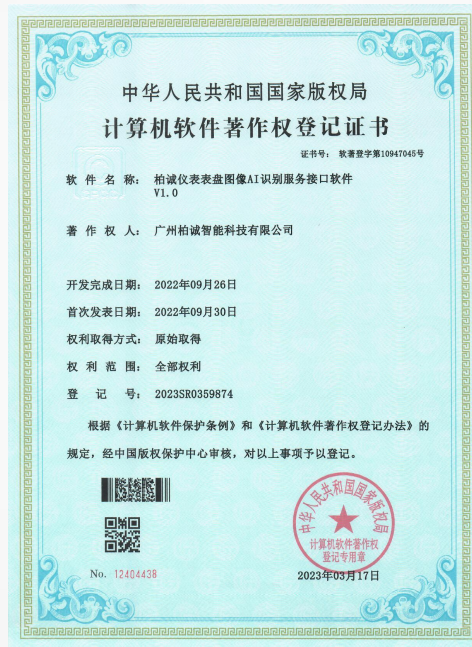 中华人民共和国国家版权局
计算机软件著作权登记证书
证书号： 软著登字第10947045号
软件名称： 柏诚仪表表盘图像AI识别服务接口软件
V1.0
著作权人： 广州柏诚智能科技有限公司
开发完成日期： 2022年09月26日
首次发表日期： 2022年09月30日
权利取得方式： 原始取得
权利范围： 全部权利
登记号： 2023SR0359874
根据《计算机软件保护条例》和《计算机软件著作权登记办法》的
规定，经中国版权保护中心审核，对以上事项予以登记。
中华人民共和国国家版权局
计算机软件著作权
登记专用章
No. 12404438
2023年03月17日